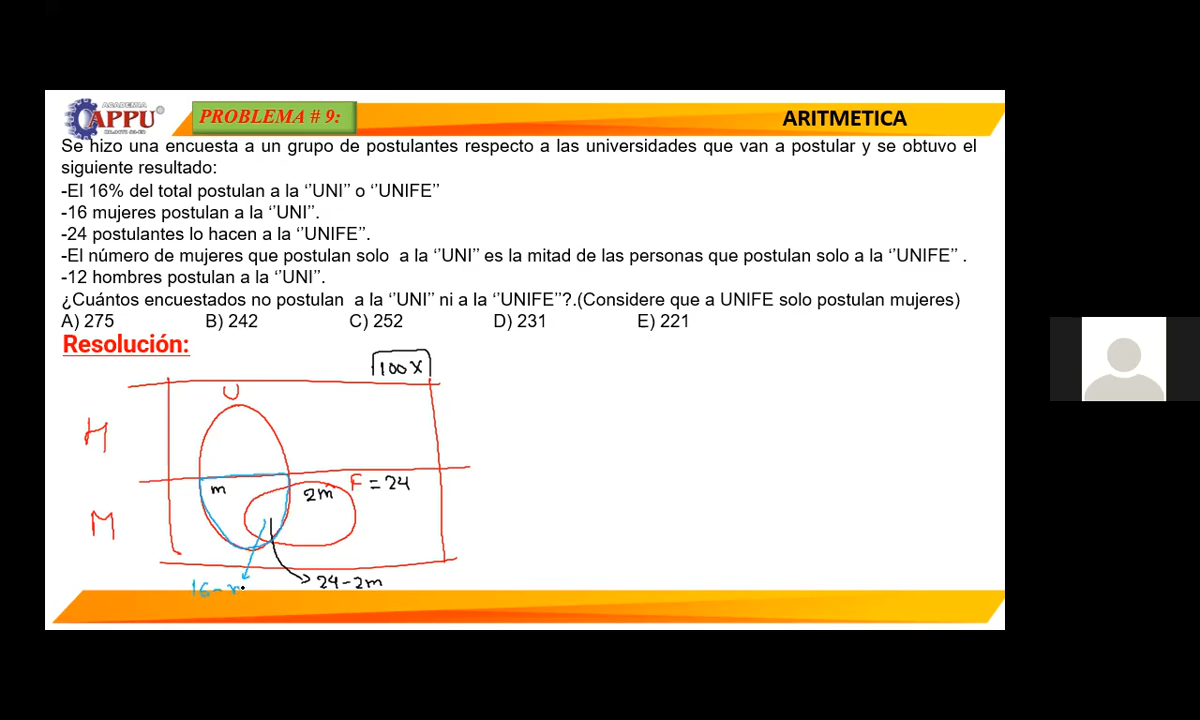 ACADEMIA
CAPPU
PROBLEMA # 9:
ARITMETICA
Se hizo una encuesta a un grupo de postulantes respecto a las universidades que van a postular y se obtuvo el
siguiente resultado:
-El 16% del total postulan a la ‘’UNI’’ o ‘’UNIFE’’
-16 mujeres postulan a la ‘’UNI’’.
-24 postulantes lo hacen a la ‘’UNIFE’’.
-El número de mujeres que postulan solo a la ‘’UNI’’ es la mitad de las personas que postulan solo a la ‘’UNIFE’’ .
-12 hombres postulan a la ‘’UNI’’.
¿Cuántos encuestados no postulan a la ‘’UNI’’ ni a la ‘’UNIFE’’?.(Considere que a UNIFE solo postulan mujeres)
A) 275 B) 242 C) 252 D) 231 E) 221
Resolución:
100X
U
H
m 2m F = 24
M
16-
24-2m